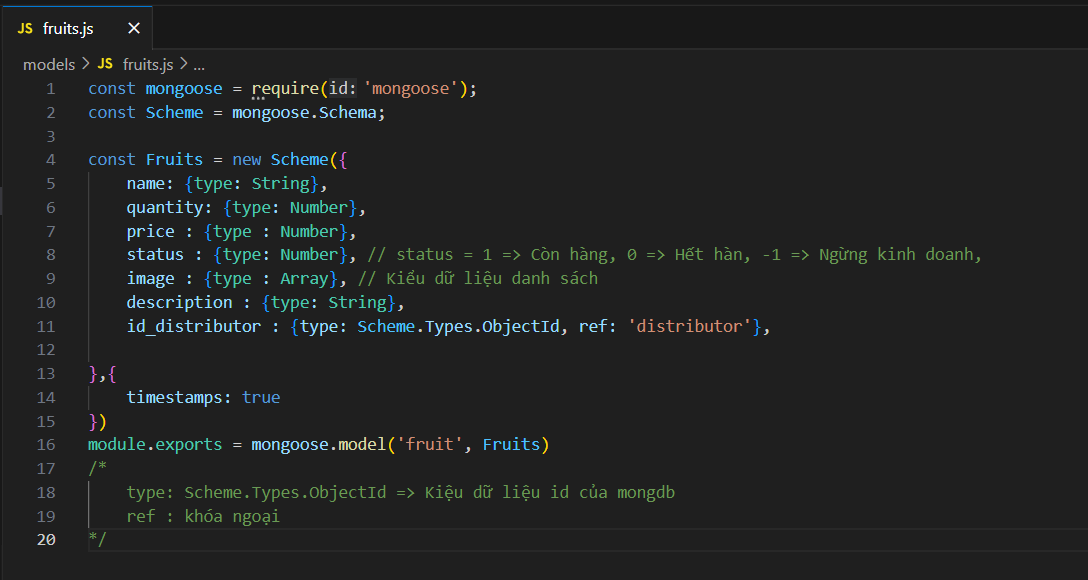 JS fruits.js ×
models > JS fruits.js > ...
1 const mongoose = require(id: 'mongoose');
2 const Scheme = mongoose.Schema;
3
4 const Fruits = new Scheme({
5 name: {type: String},
6 quantity: {type: Number},
7 price : {type : Number},
8 status : {type: Number}, // status = 1 => Còn hàng, 0 => Hết hàn, -1 => Ngừng kinh doanh,
9 image : {type : Array}, // Kiểu dữ liệu danh sách
10 description : {type: String},
11 id_distributor : {type: Scheme.Types.ObjectId, ref: 'distributor'},
12
13 },{
14 timestamps: true
15 })
16 module.exports = mongoose.model('fruit', Fruits)
17 /*
18 type: Scheme.Types.ObjectId => Kiệu dữ liệu id của mongdb
19 ref : khóa ngoại
20 */